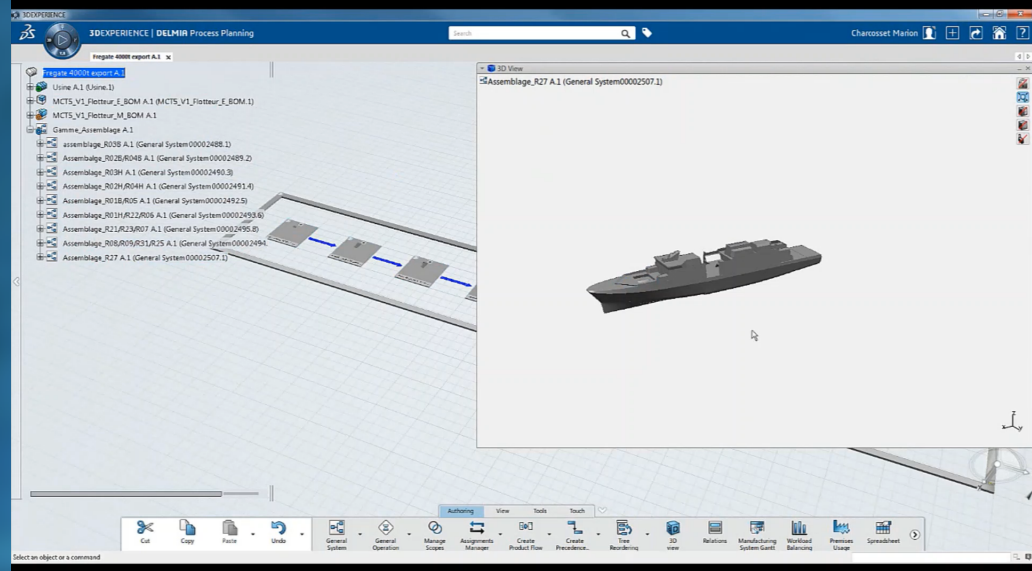 3DEXPERIENCE
3DEXPERIENCE | DELMIA Process Planning
Search
Charcosset Marion
Fregate 4000t export A.1
Fregate 4000t export A.1
Usine A.1 (Usine.1)
MCTS_V1_Flotteur_E_BOM A.1 (MCTS_V1_Flotteur_E_BOM.1)
MCTS_V1_Flotteur_M_BOM A.1
Gamme_Assemblage A.1
assemblage_R03B A.1 (General System00002488.1)
Assembalge_R02B/R04B A.1 (General System00002489.2)
Assemblage_R03H A.1 (General System00002490.3)
Assemblage_R02H/R04H A.1 (General System00002491.4)
Assemblage_R01B/R05 A.1 (General System00002492.5)
Assemblage_R01H/R22/R06 A.1 (General System00002493.6)
Assemblage_R21/R23/R07 A.1 (General System00002495.8)
Assemblage_R08/R09/R31/R25 A.1 (General System00002494.
Assemblage_R27 A.1 (General System00002507.1)
3D View
Assemblage_R27 A.1 (General System00002507.1)
z
x
y
Authoring View Tools Touch
Cut
Copy
Paste
Undo
General System
General Operation
Manage Scopes
Assignments Manager
Create Product Flow
Create Precedence...
Tree Reordering
3D view
Relations
Manufacturing System Gantt
Workload Balancing
Premises Usage
Spreadsheet
Select an object or a command